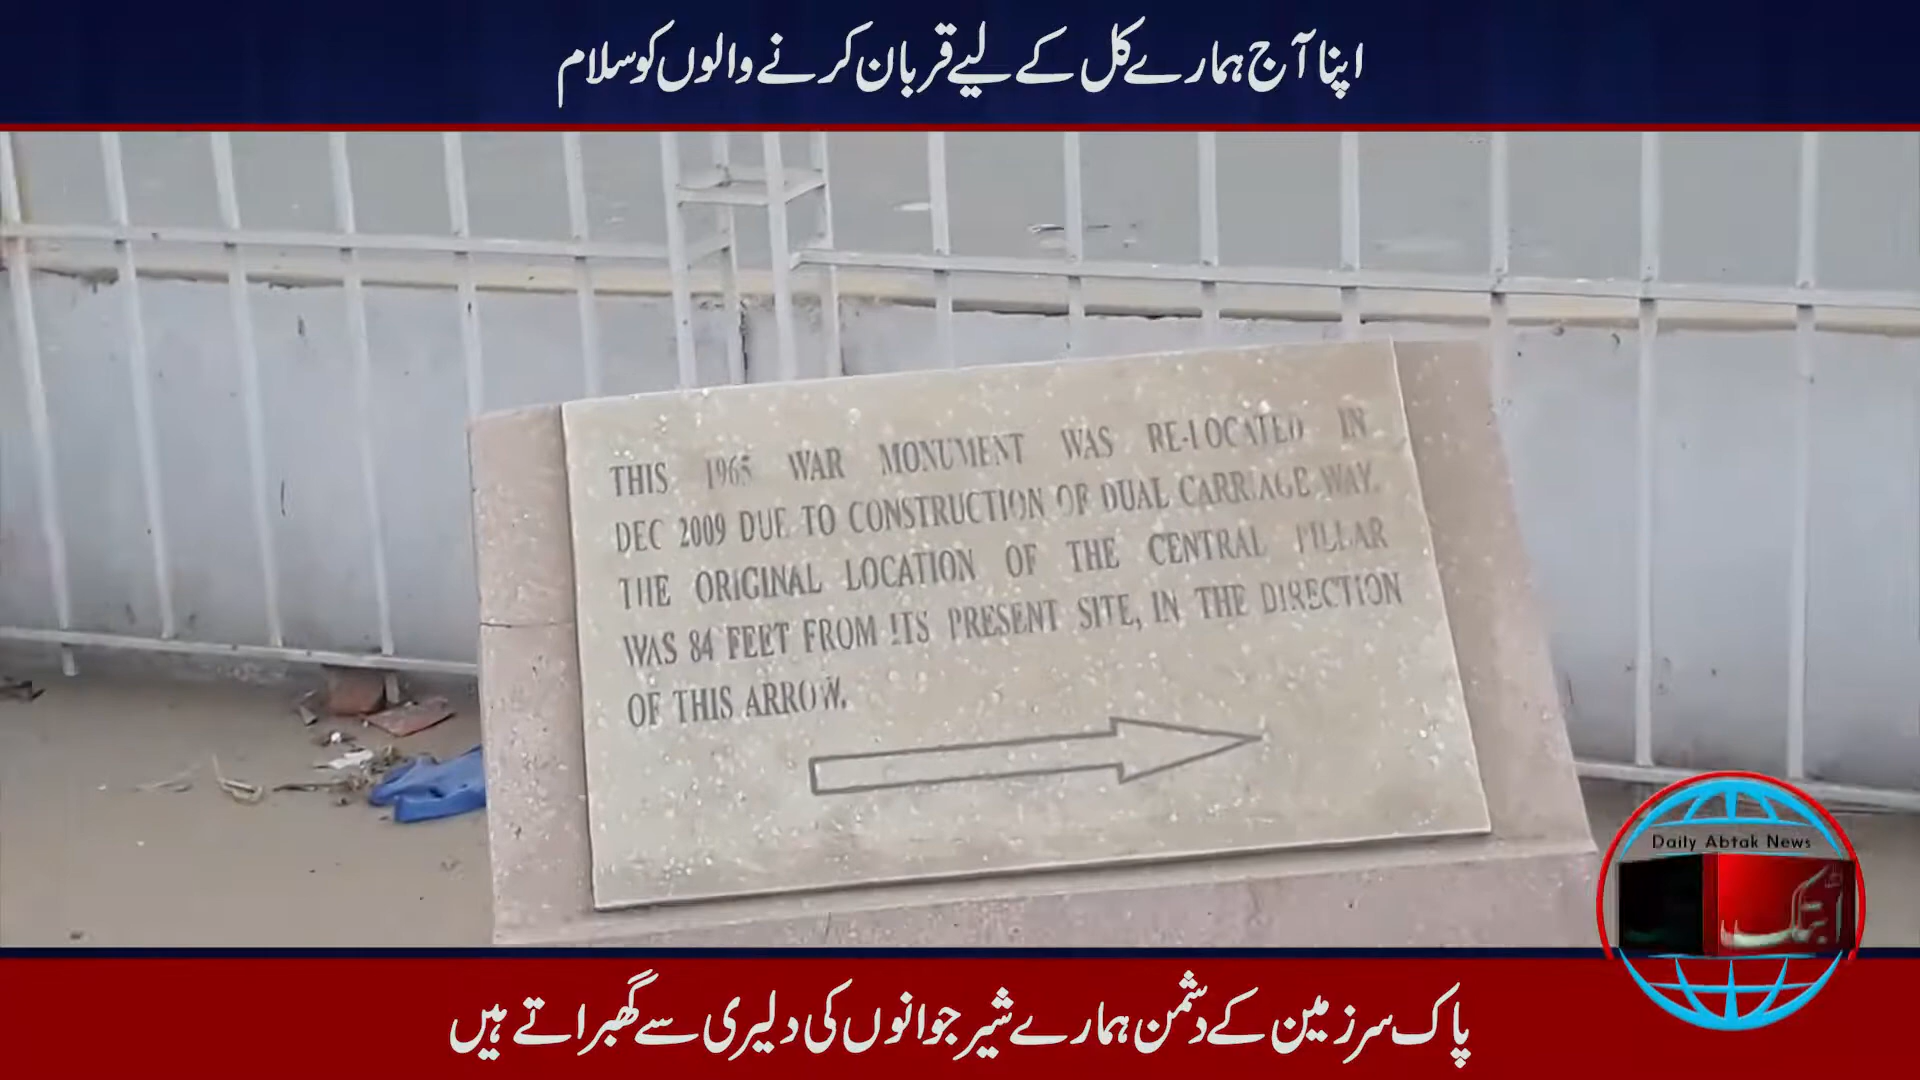 اپنا آج ہمارے کل کے لیے قربان کرنے والوں کو سلام
THIS 1965 WAR MONUMENT WAS RE-LOCATED IN
DEC 2009 DUE TO CONSTRUCTION OF DUAL CARRIAGE WAY.
THE ORIGINAL LOCATION OF THE CENTRAL PILLAR
WAS 84 FEET FROM ITS PRESENT SITE, IN THE DIRECTION
OF THIS ARROW.
Daily Abtak News
ابتک
پاک سرزمین کے دشمن ہمارے شیر جوانوں کی دلیری سے گھبراتے ہیں